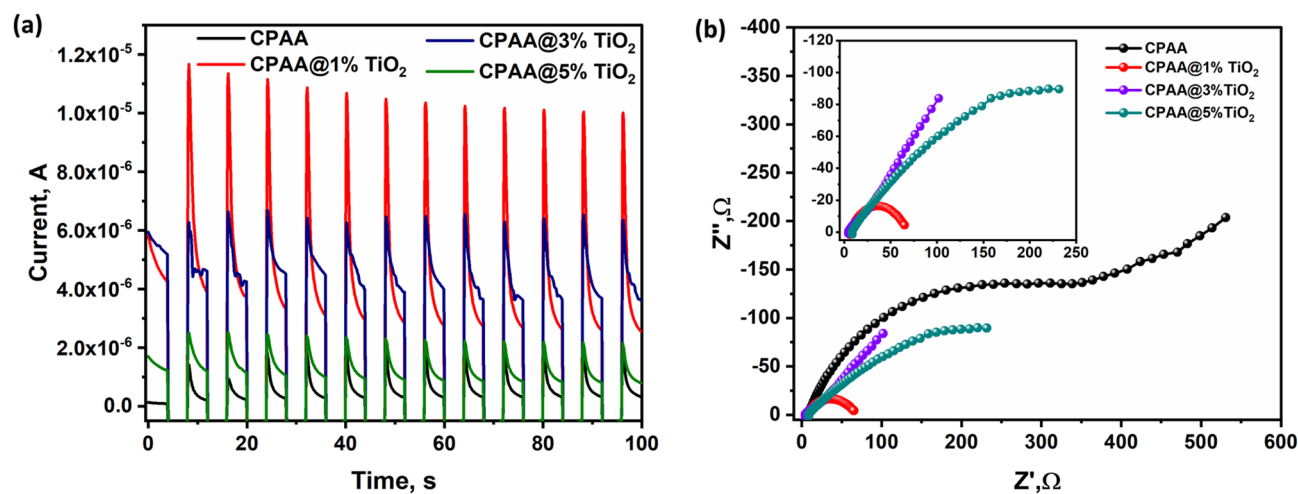 (a)
CPAA
CPAA@1% TiO₂
CPAA@3% TiO₂
CPAA@5% TiO₂
1.2x10⁻⁵
1.0x10⁻⁵
8.0x10⁻⁶
6.0x10⁻⁶
4.0x10⁻⁶
2.0x10⁻⁶
0.0
Current, A
0 20 40 60 80 100
Time, s
(b)
-400
-350
-300
-250
-200
-150
-100
-50
0
Z'',Ω
0 100 200 300 400 500 600
Z',Ω
CPAA
CPAA@1% TiO₂
CPAA@3%TiO₂
CPAA@5%TiO₂
-120
-100
-80
-60
-40
-20
0
0 50 100 150 200 250